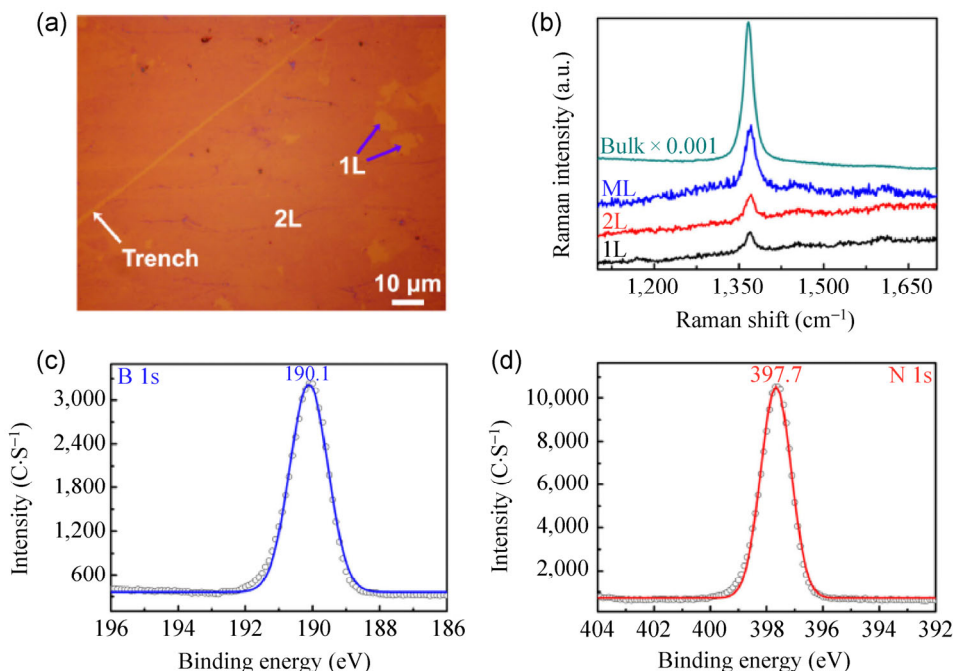 (a)
1L
2L
Trench
10 μm
(b)
Raman intensity (a.u.)
Bulk × 0.001
ML
2L
1L
1,200 1,350 1,500 1,650
Raman shift (cm⁻¹)
(c)
B 1s
190.1
3,000
2,400
1,800
1,200
600
Intensity (C·S⁻¹)
196 194 192 190 188 186
Binding energy (eV)
(d)
397.7
N 1s
10,000
8,000
6,000
4,000
2,000
Intensity (C·S⁻¹)
404 402 400 398 396 394 392
Binding energy (eV)